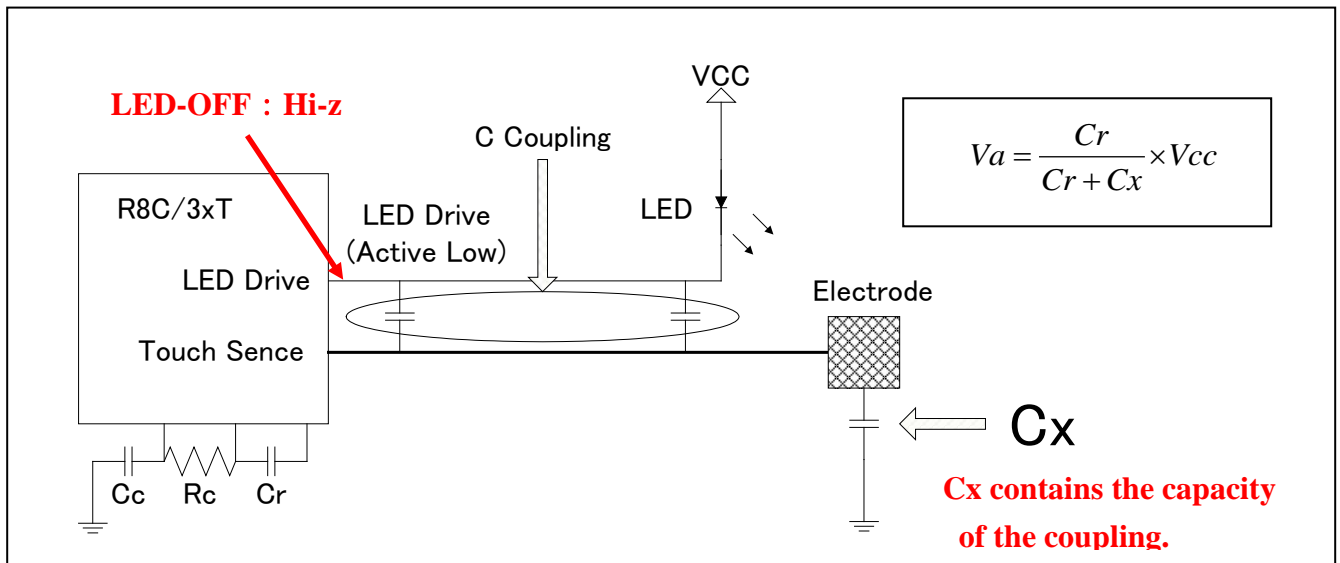 VCC
LED-OFF : Hi-z
C Coupling
Va = Cr / (Cr + Cx) × Vcc
R8C/3xT
LED Drive
(Active Low)
LED
LED Drive
Electrode
Touch Sence
Cx
Cc
Rc
Cr
Cx contains the capacity
of the coupling.